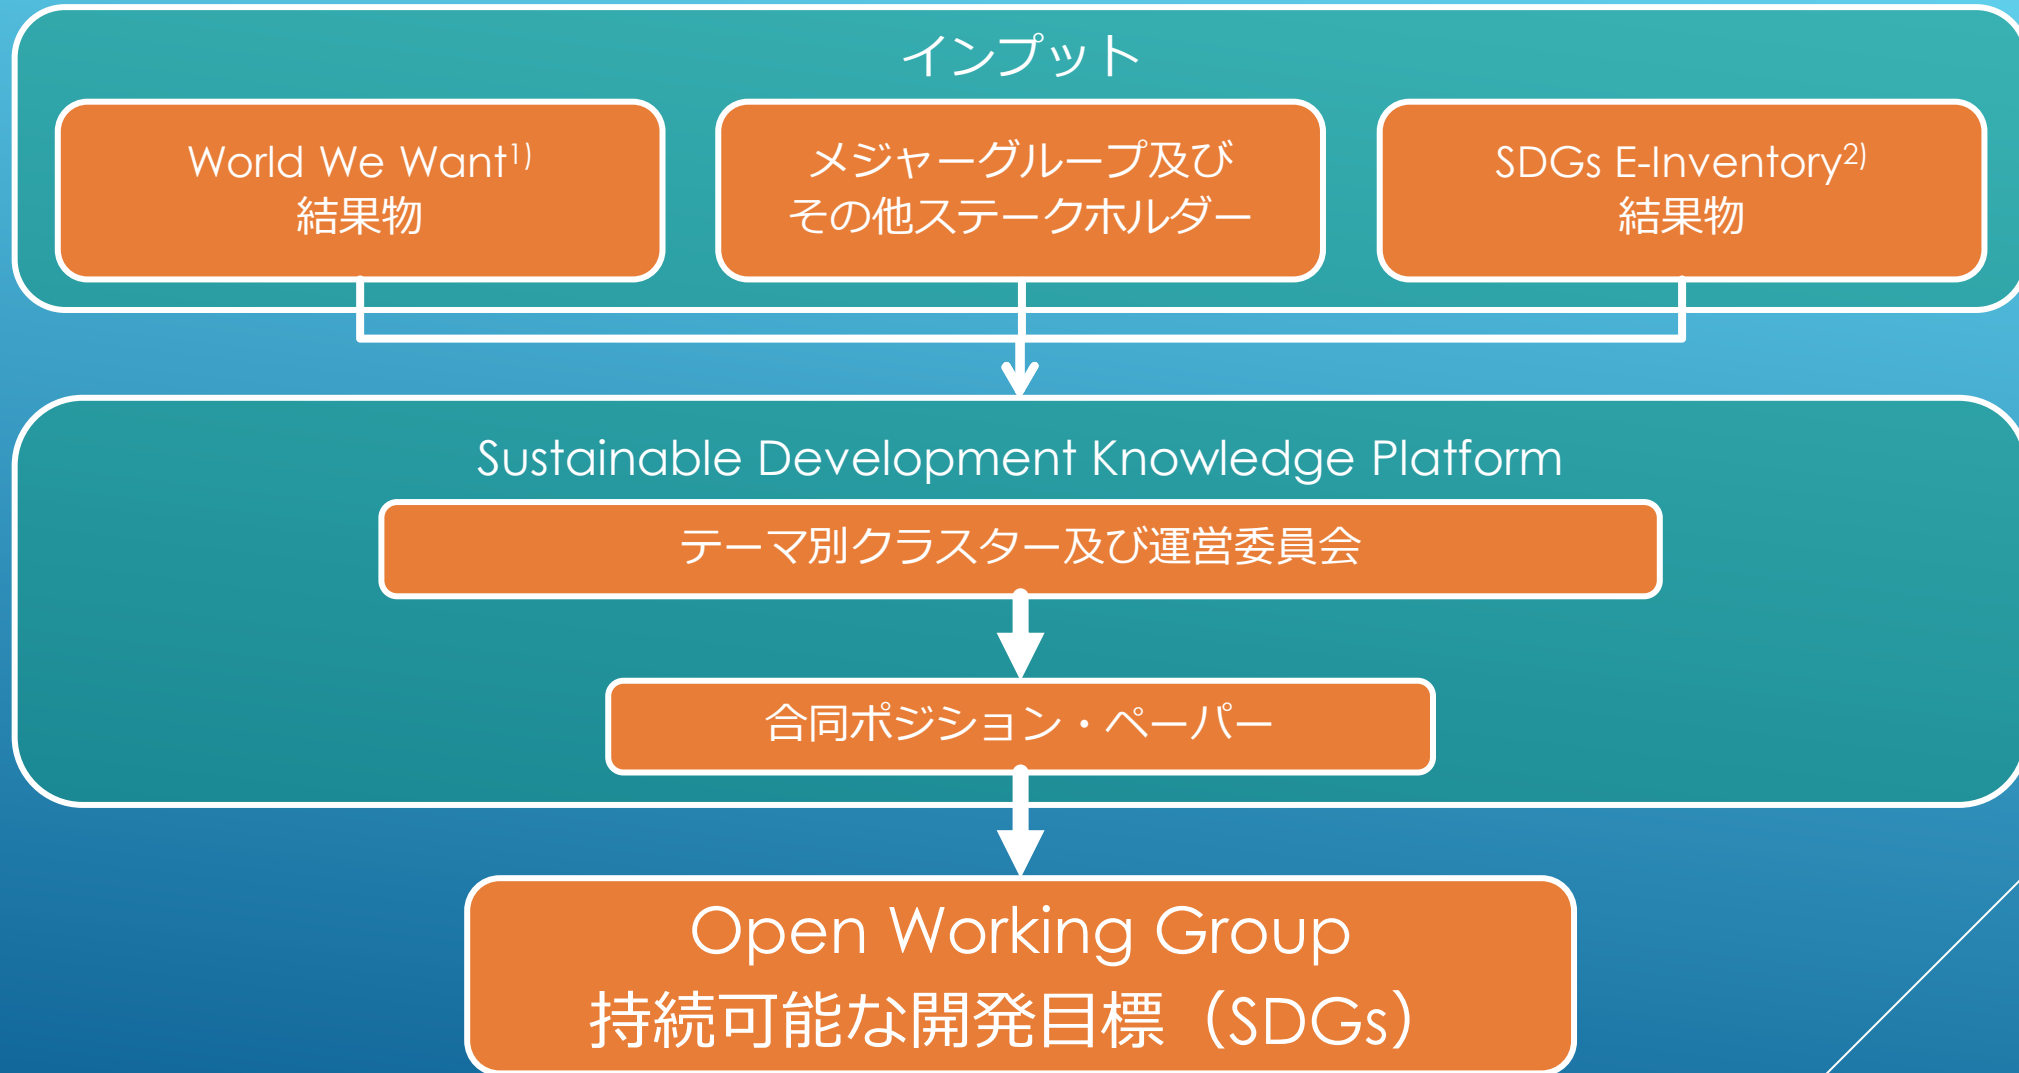 インプット
World We Want1)
結果物
メジャーグループ及び
その他ステークホルダー
SDGs E-Inventory2)
結果物
Sustainable Development Knowledge Platform
テーマ別クラスター及び運営委員会
合同ポジション・ペーパー
Open Working Group
持続可能な開発目標（SDGs）